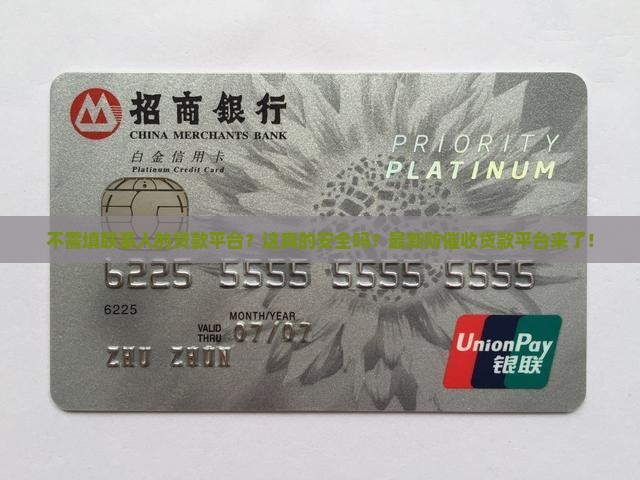 招商銀行
CHINA MERCHANTS BANK
白金信用卡
Platinum Credit Card
PRIORITY
PLATINUM
不需填联系人的贷款平台？这真的安全吗？最新防催收贷款平台来了！
6225 5555 5555 5555
6225
MONTH/YEAR
VALID THRU 07/07
UnionPay
银联